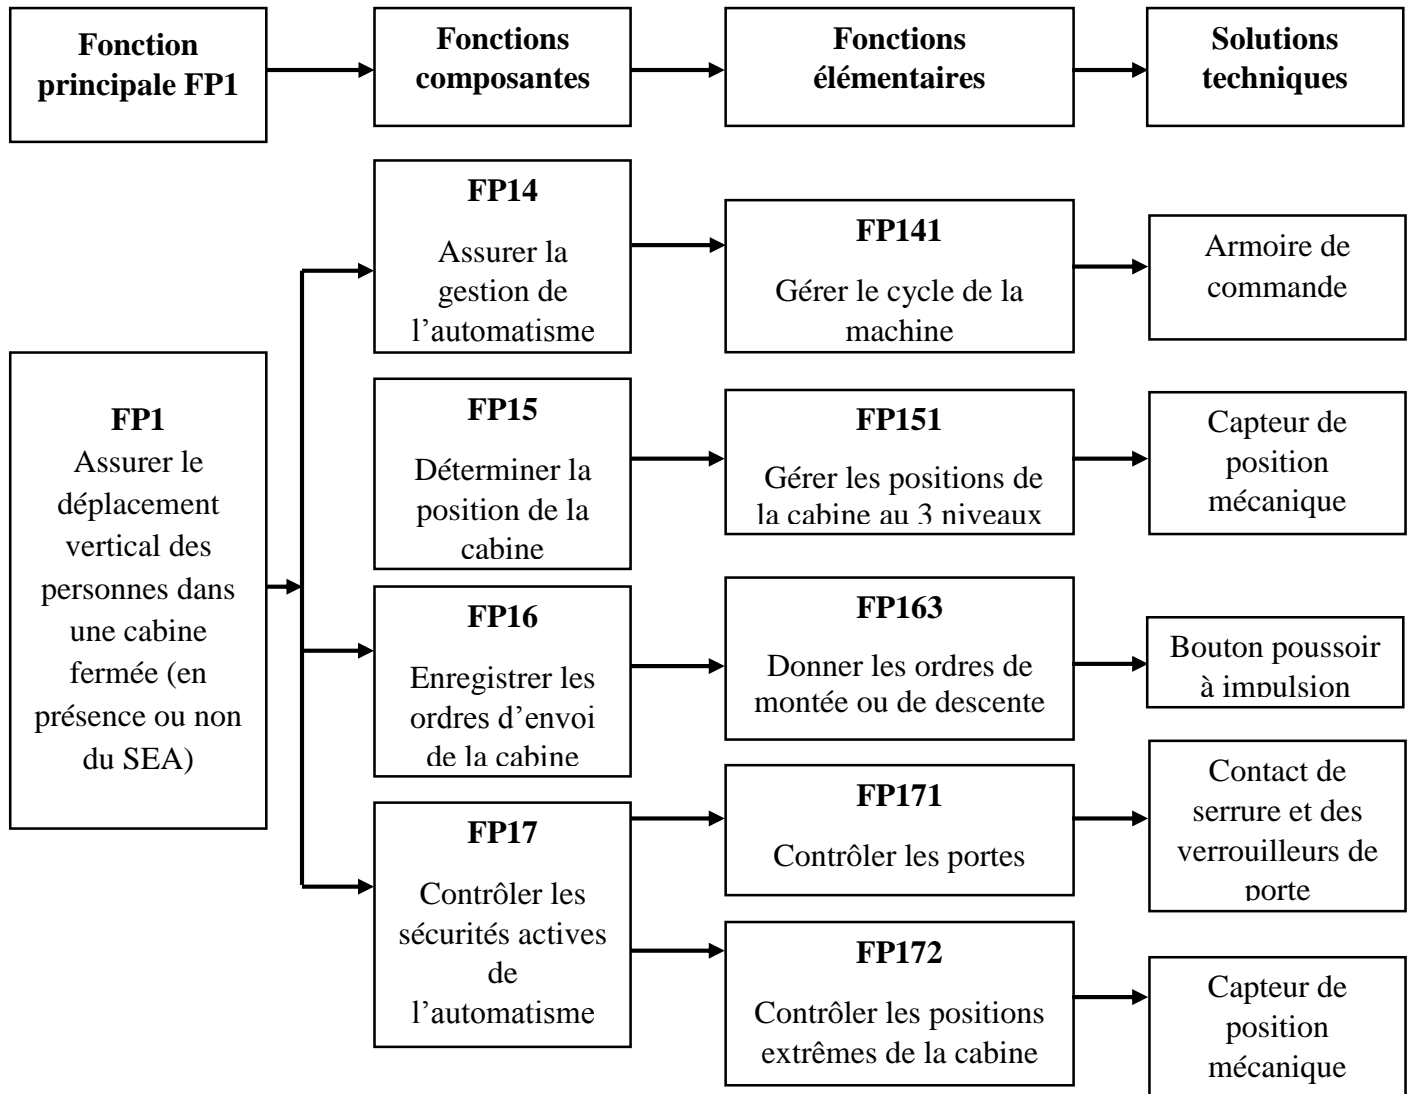 Fonction
principale FP1
Fonctions
composantes
Fonctions
élémentaires
Solutions
techniques
FP1
Assurer le
déplacement
vertical des
personnes dans
une cabine
fermée (en
présence ou non
du SEA)
FP14
Assurer la
gestion de
l’automatisme
FP141
Gérer le cycle de la
machine
Armoire de
commande
FP15
Déterminer la
position de la
cabine
FP151
Gérer les positions de
la cabine au 3 niveaux
Capteur de
position
mécanique
FP16
Enregistrer les
ordres d’envoi
de la cabine
FP163
Donner les ordres de
montée ou de descente
Bouton poussoir
à impulsion
FP17
Contrôler les
sécurités actives
de
l’automatisme
FP171
Contrôler les portes
Contact de
serrure et des
verrouilleurs de
porte
FP172
Contrôler les positions
extrêmes de la cabine
Capteur de
position
mécanique